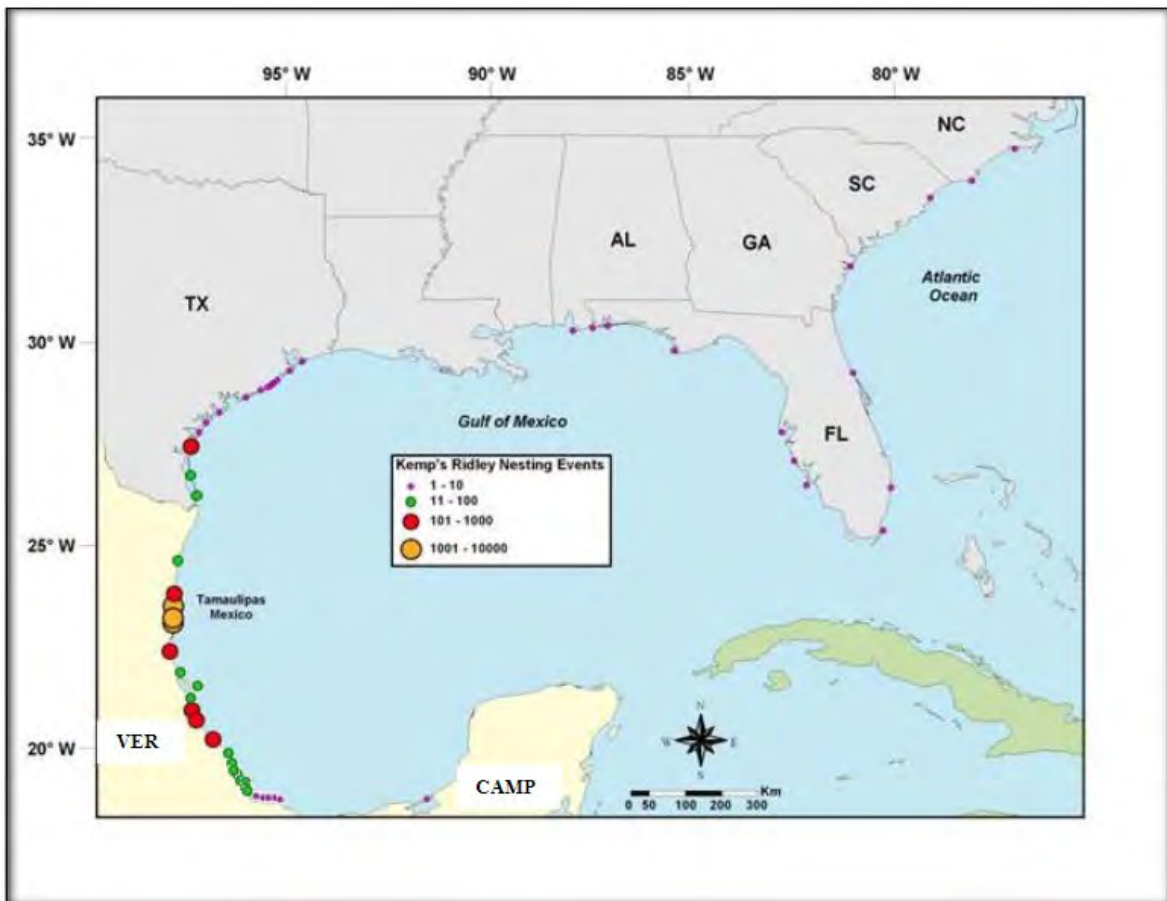 95° W 90° W 85° W 80° W
35° W
NC
SC
AL
GA
Atlantic
Ocean
TX
30° W
Gulf of Mexico
FL
Kemp's Ridley Nesting Events
1 - 10
11 - 100
101 - 1000
1001 - 10000
25° W
Tamaulipas
Mexico
N
W E
S
20° W
VER
CAMP
Km
0 50 100 200 300